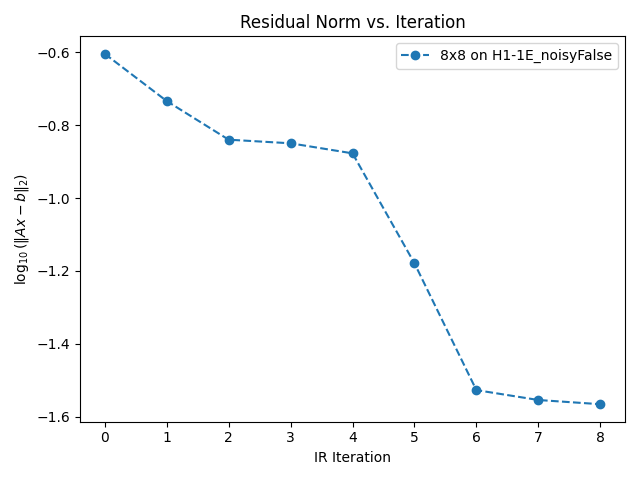 Residual Norm vs. Iteration
8x8 on H1-1E_noisyFalse
log₁₀(‖Ax − b‖₂)
−0.6
−0.8
−1.0
−1.2
−1.4
−1.6
0 1 2 3 4 5 6 7 8
IR Iteration